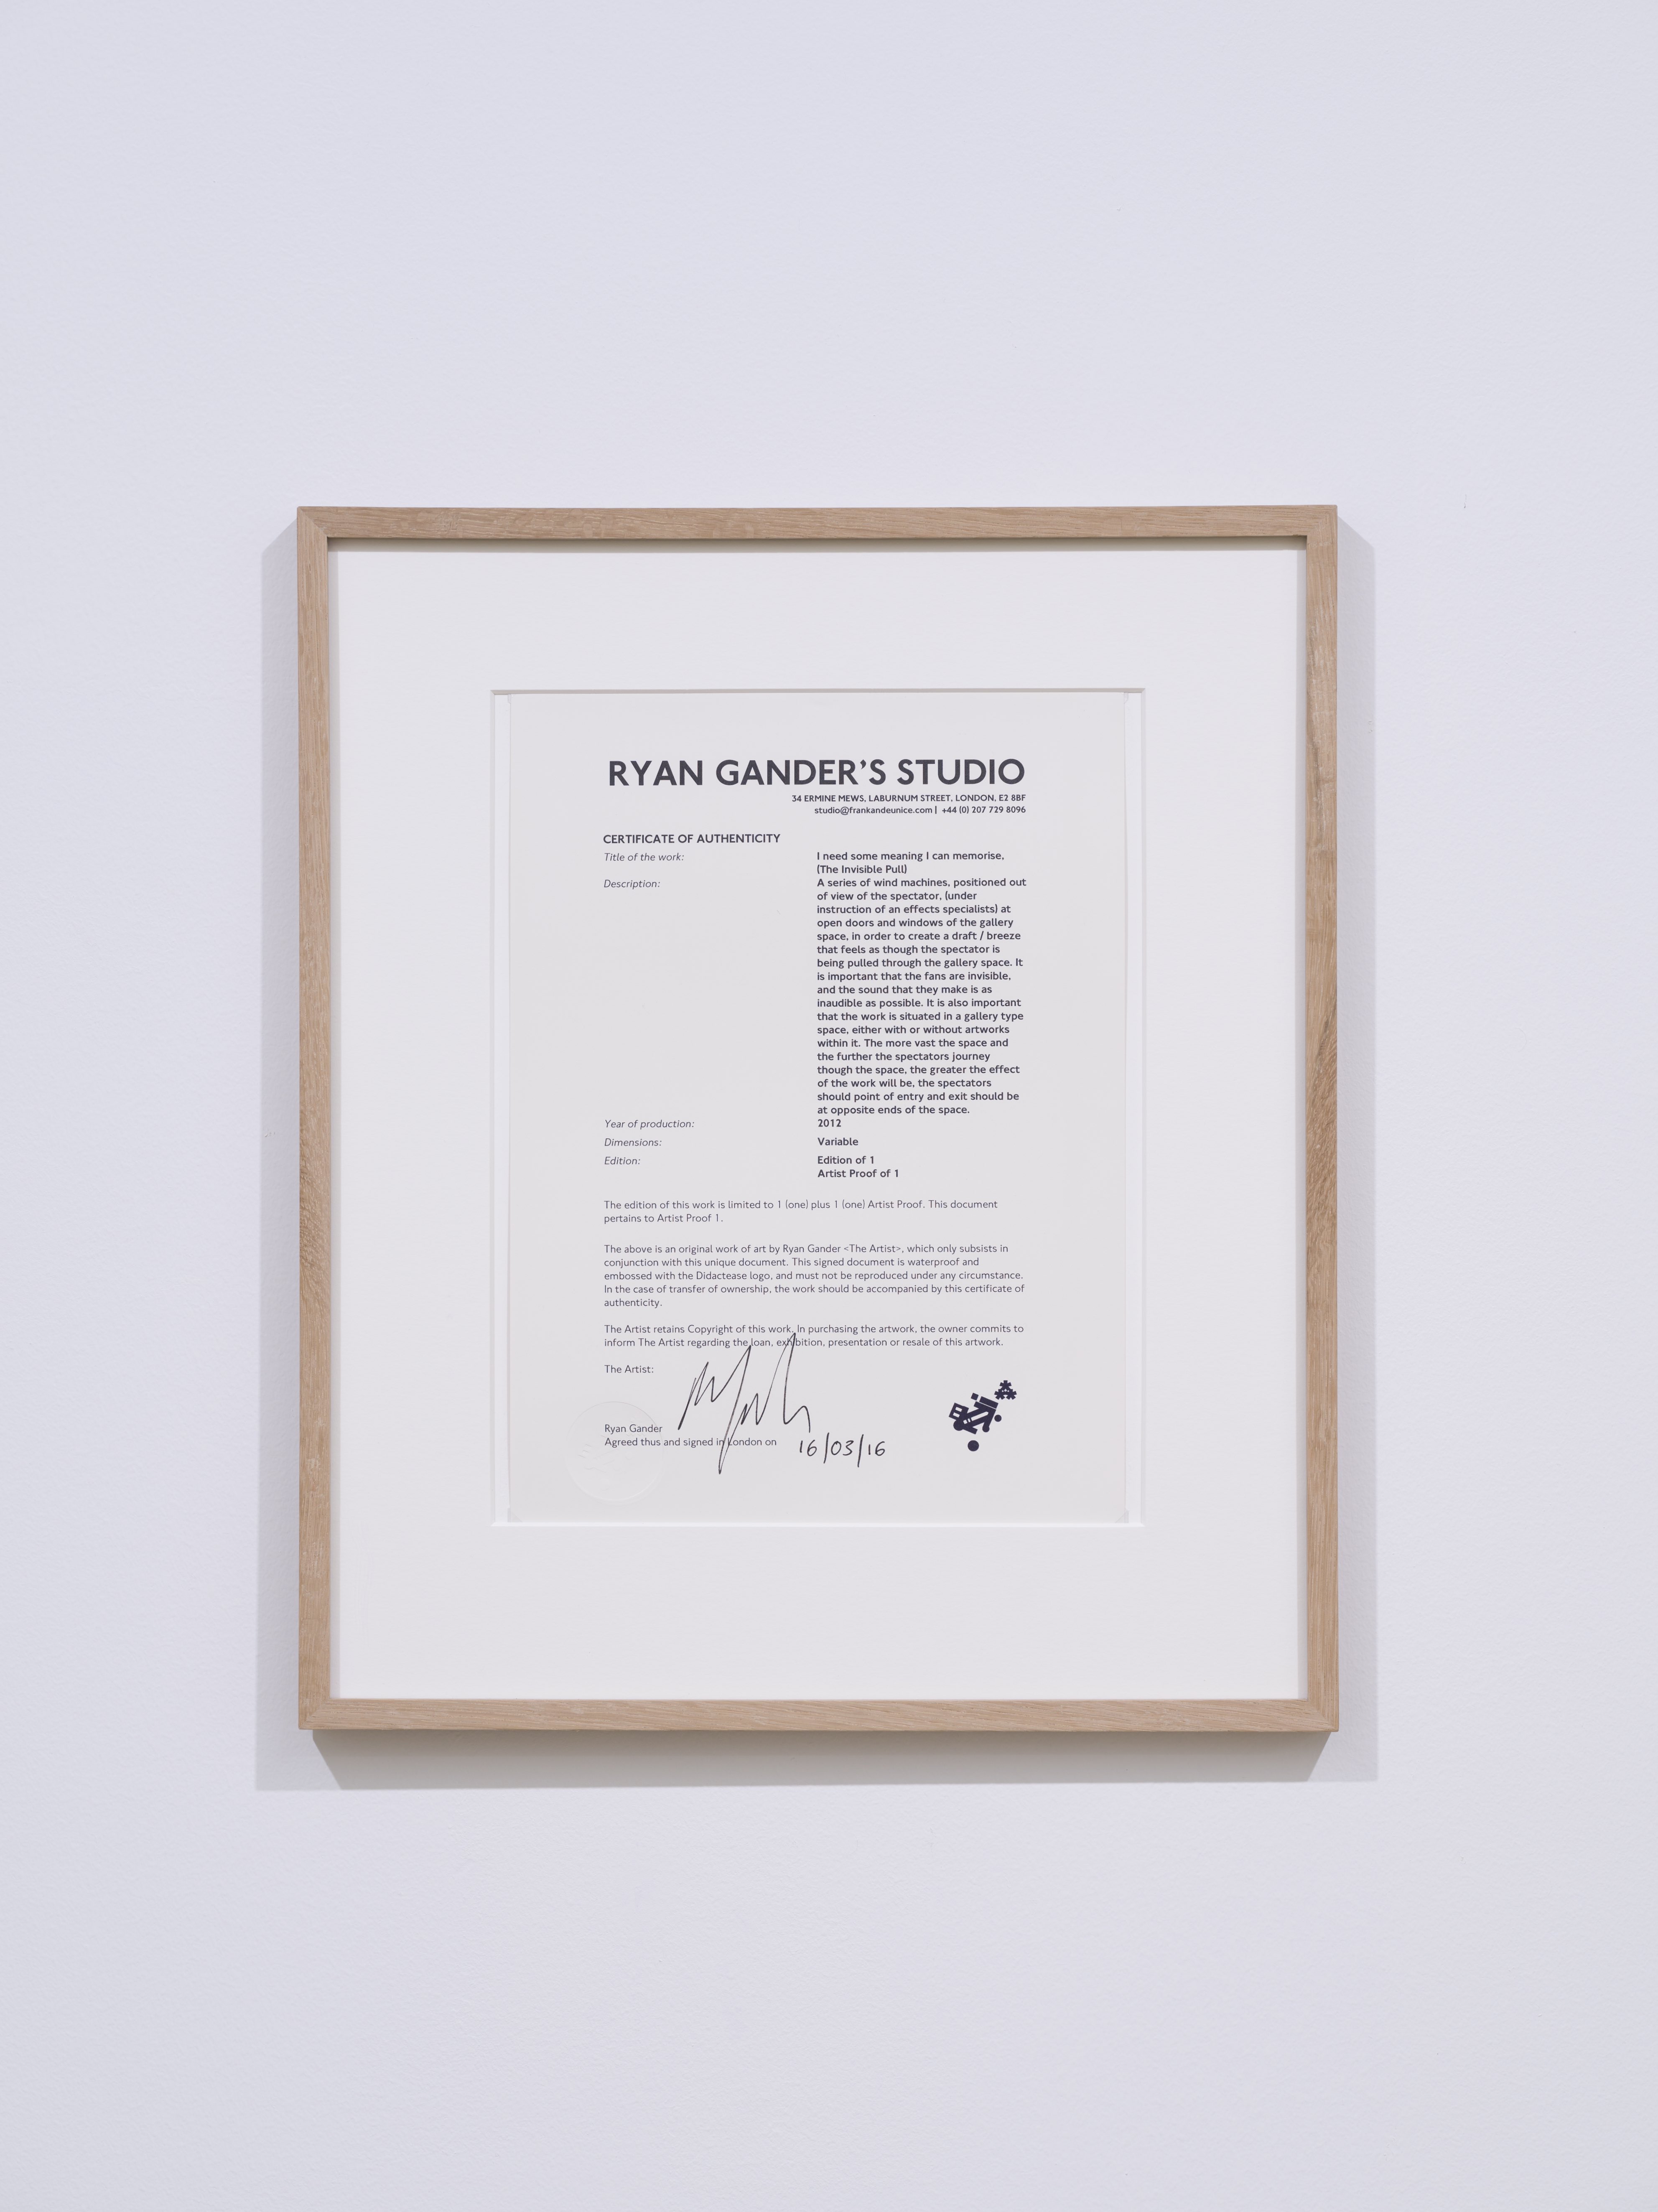 RYAN GANDER'S STUDIO
34 ERMINE MEWS, LABURNUM STREET, LONDON, E2 8BF
studio@frankandeunice.com | +44 (0) 207 729 8096
CERTIFICATE OF AUTHENTICITY
Title of the work: I need some meaning I can memorise,
(The Invisible Pull)
Description: A series of wind machines, positioned out
of view of the spectator, (under
instruction of an effects specialists) at
open doors and windows of the gallery
space, in order to create a draft / breeze
that feels as though the spectator is
being pulled through the gallery space. It
is important that the fans are invisible,
and the sound that they make is as
inaudible as possible. It is also important
that the work is situated in a gallery type
space, either with or without artworks
within it. The more vast the space and
the further the spectators journey
though the space, the greater the effect
of the work will be, the spectators
should point of entry and exit should be
at opposite ends of the space.
Year of production: 2012
Dimensions: Variable
Edition: Edition of 1
Artist Proof of 1
The edition of this work is limited to 1 (one) plus 1 (one) Artist Proof. This document
pertains to Artist Proof 1.
The above is an original work of art by Ryan Gander <The Artist>, which only subsists in
conjunction with this unique document. This signed document is waterproof and
embossed with the Didactease logo, and must not be reproduced under any circumstance.
In the case of transfer of ownership, the work should be accompanied by this certificate of
authenticity.
The Artist retains Copyright of this work. In purchasing the artwork, the owner commits to
inform The Artist regarding the loan, exhibition, presentation or resale of this artwork.
The Artist:
Ryan Gander
Agreed thus and signed in London on 16/03/16